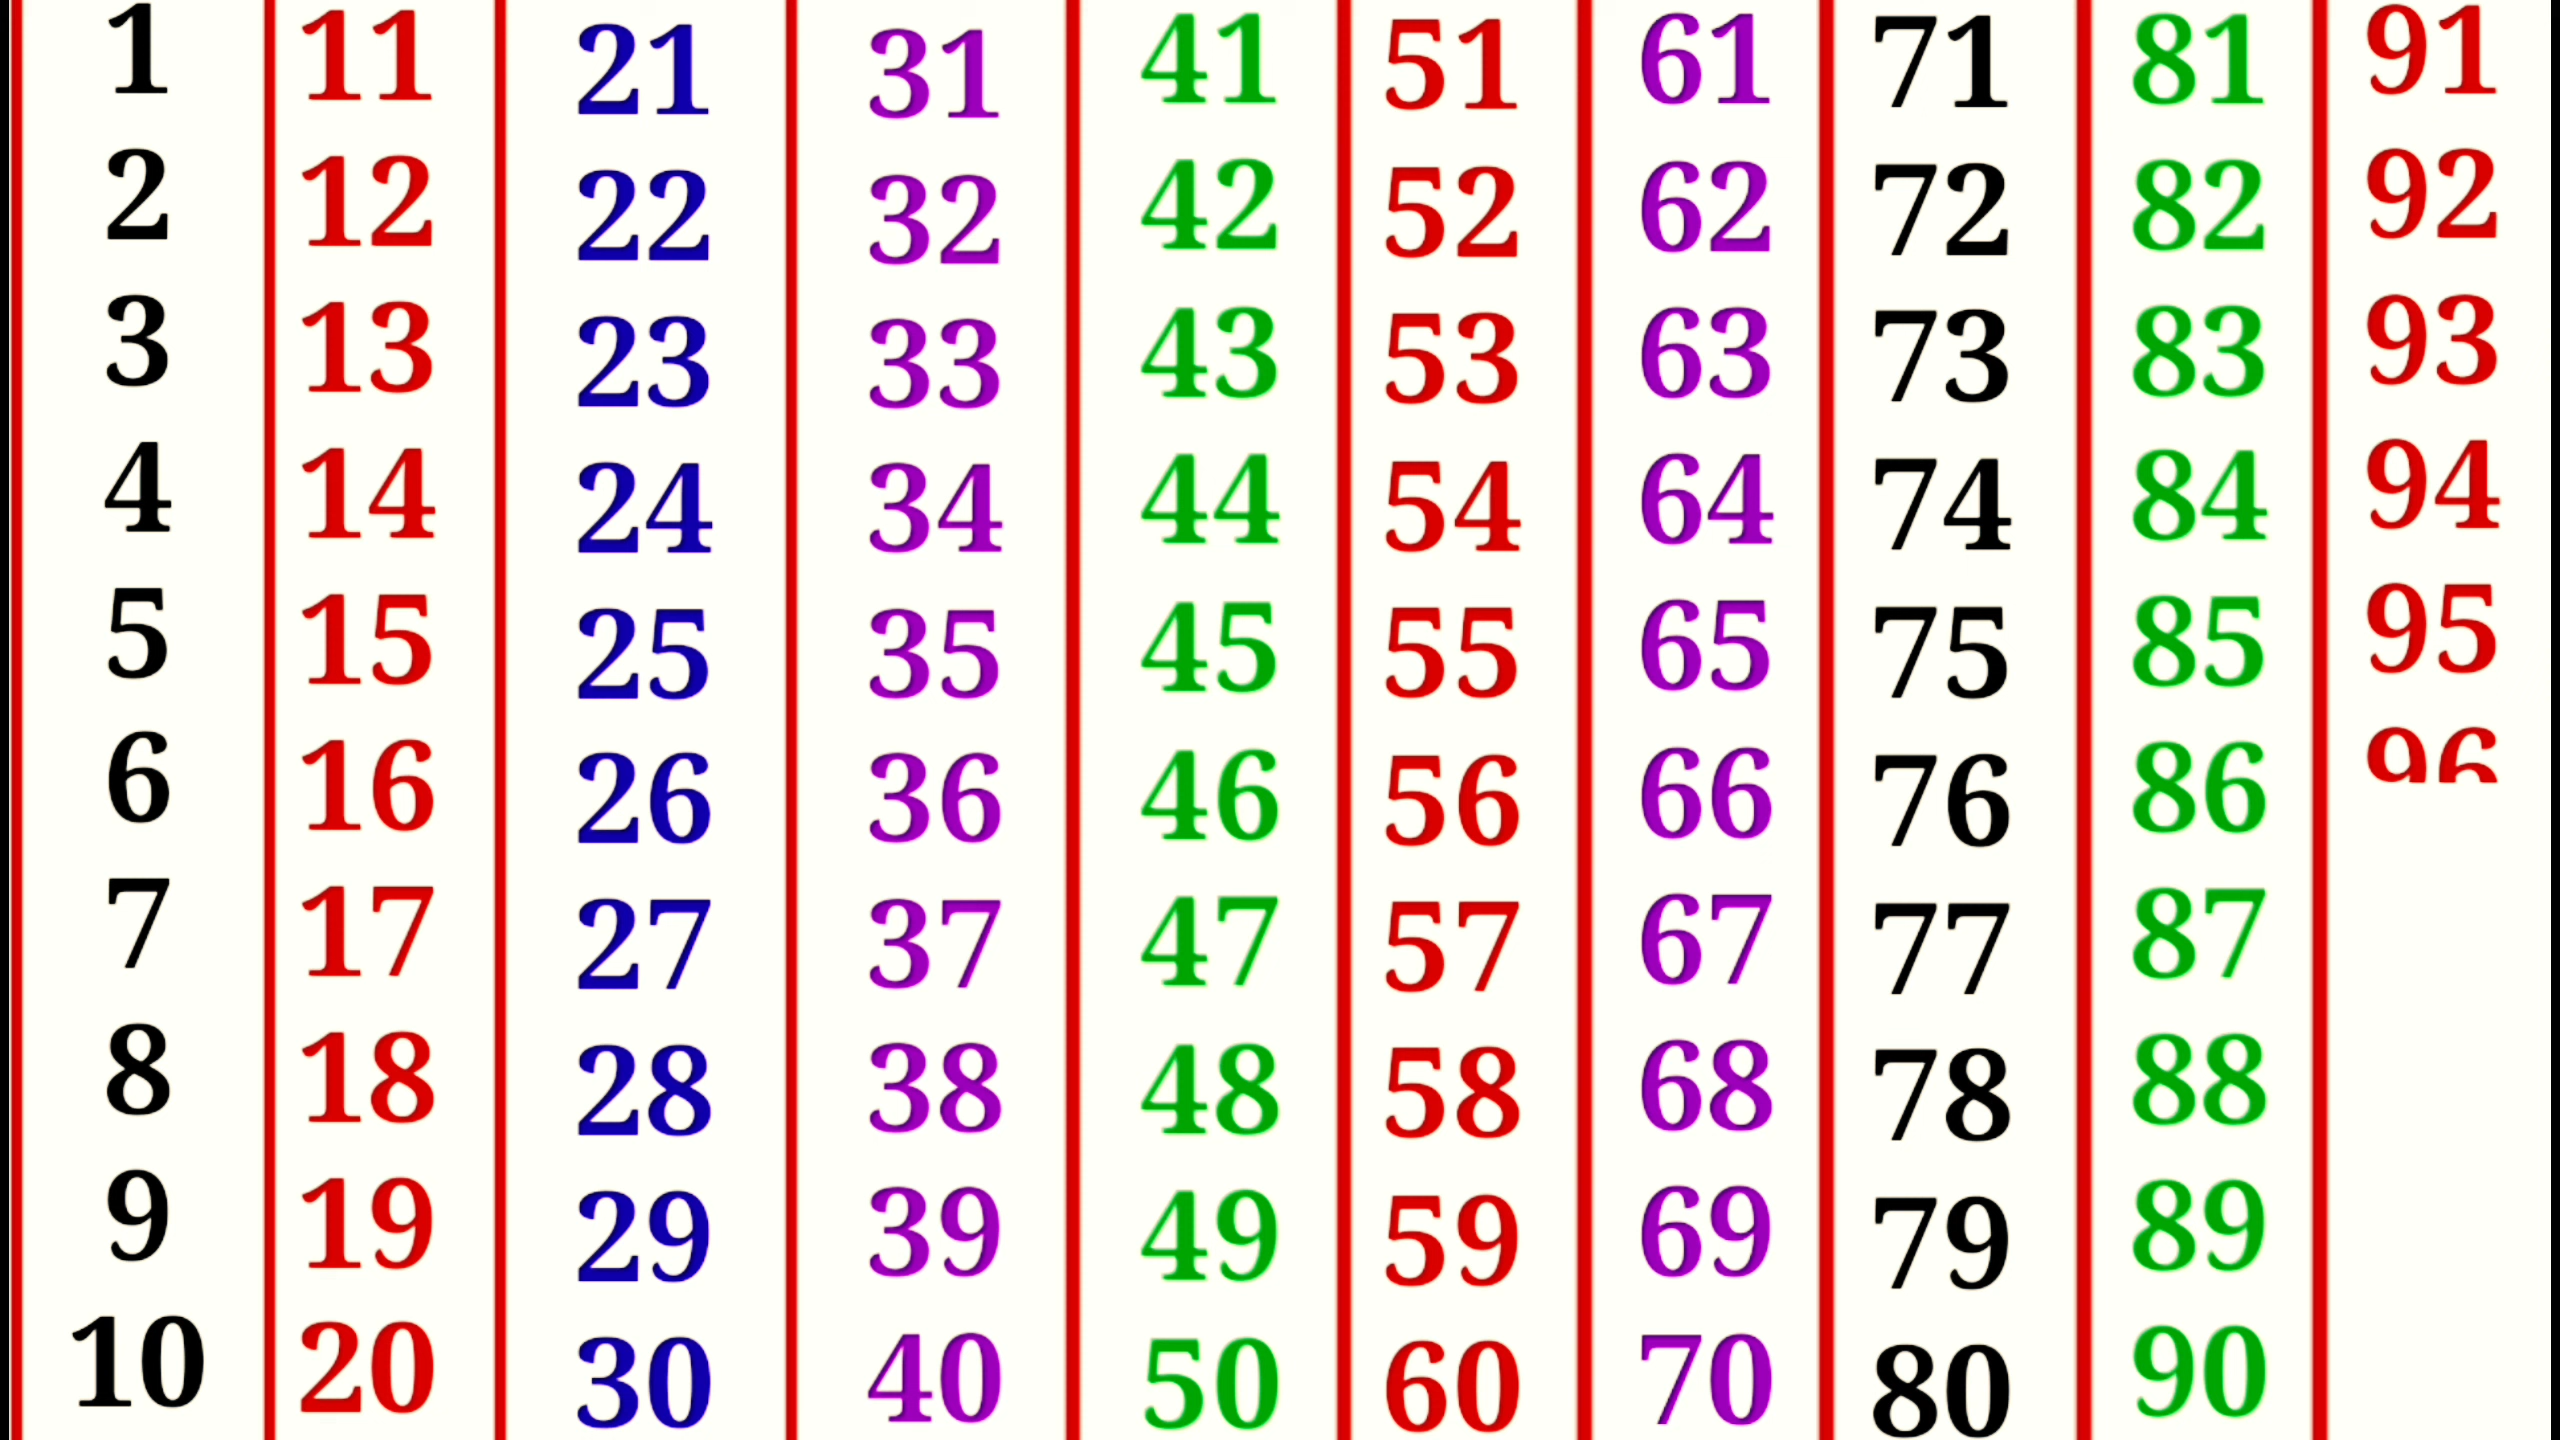 1 11 21 31 41 51 61 71 81 91
2 12 22 32 42 52 62 72 82 92
3 13 23 33 43 53 63 73 83 93
4 14 24 34 44 54 64 74 84 94
5 15 25 35 45 55 65 75 85 95
6 16 26 36 46 56 66 76 86 96
7 17 27 37 47 57 67 77 87
8 18 28 38 48 58 68 78 88
9 19 29 39 49 59 69 79 89
10 20 30 40 50 60 70 80 90